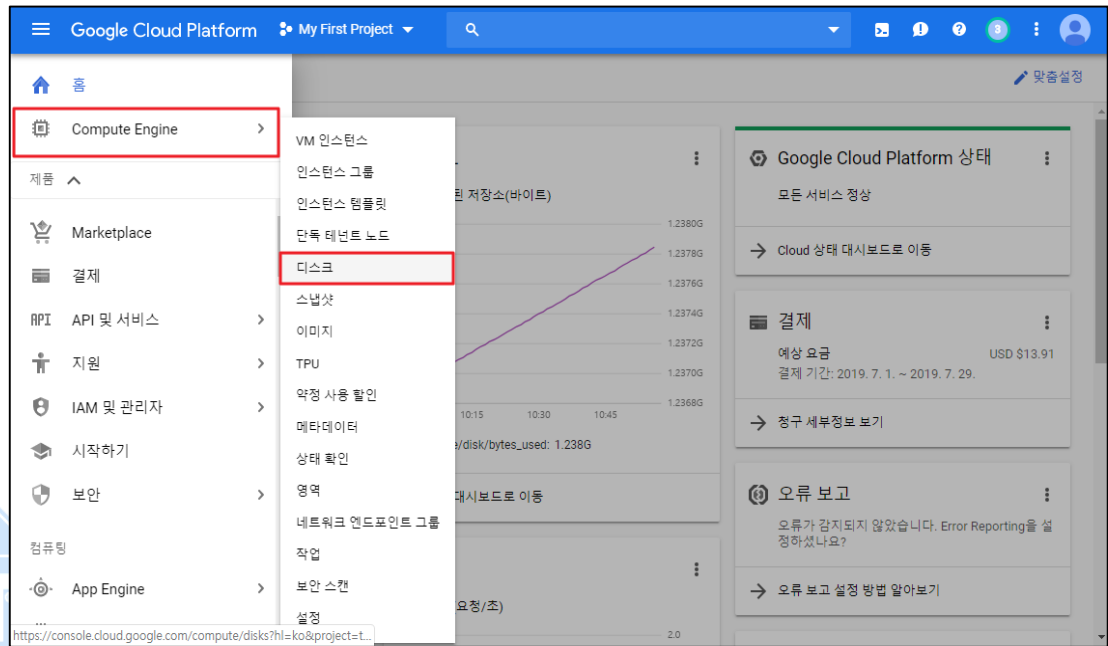 Google Cloud Platform
My First Project
3
홈
맞춤설정
Compute Engine
제품
Marketplace
결제
API 및 서비스
지원
IAM 및 관리자
시작하기
보안
컴퓨팅
App Engine
VM 인스턴스
인스턴스 그룹
인스턴스 템플릿
단독 테넌트 노드
디스크
스냅샷
이미지
TPU
약정 사용 할인
메타데이터
상태 확인
영역
네트워크 엔드포인트 그룹
작업
보안 스캔
설정
https://console.cloud.google.com/compute/disks?hl=ko&project=t...
된 저장소(바이트)
1.2380G
1.2378G
1.2376G
1.2374G
1.2372G
1.2370G
1.2368G
10:15 10:30 10:45
e/disk/bytes_used: 1.238G
대시보드로 이동
요청/초)
2.0
Google Cloud Platform 상태
모든 서비스 정상
Cloud 상태 대시보드로 이동
결제
예상 요금 USD $13.91
결제 기간: 2019. 7. 1. ~ 2019. 7. 29.
청구 세부정보 보기
오류 보고
오류가 감지되지 않았습니다. Error Reporting을 설
정하셨나요?
오류 보고 설정 방법 알아보기